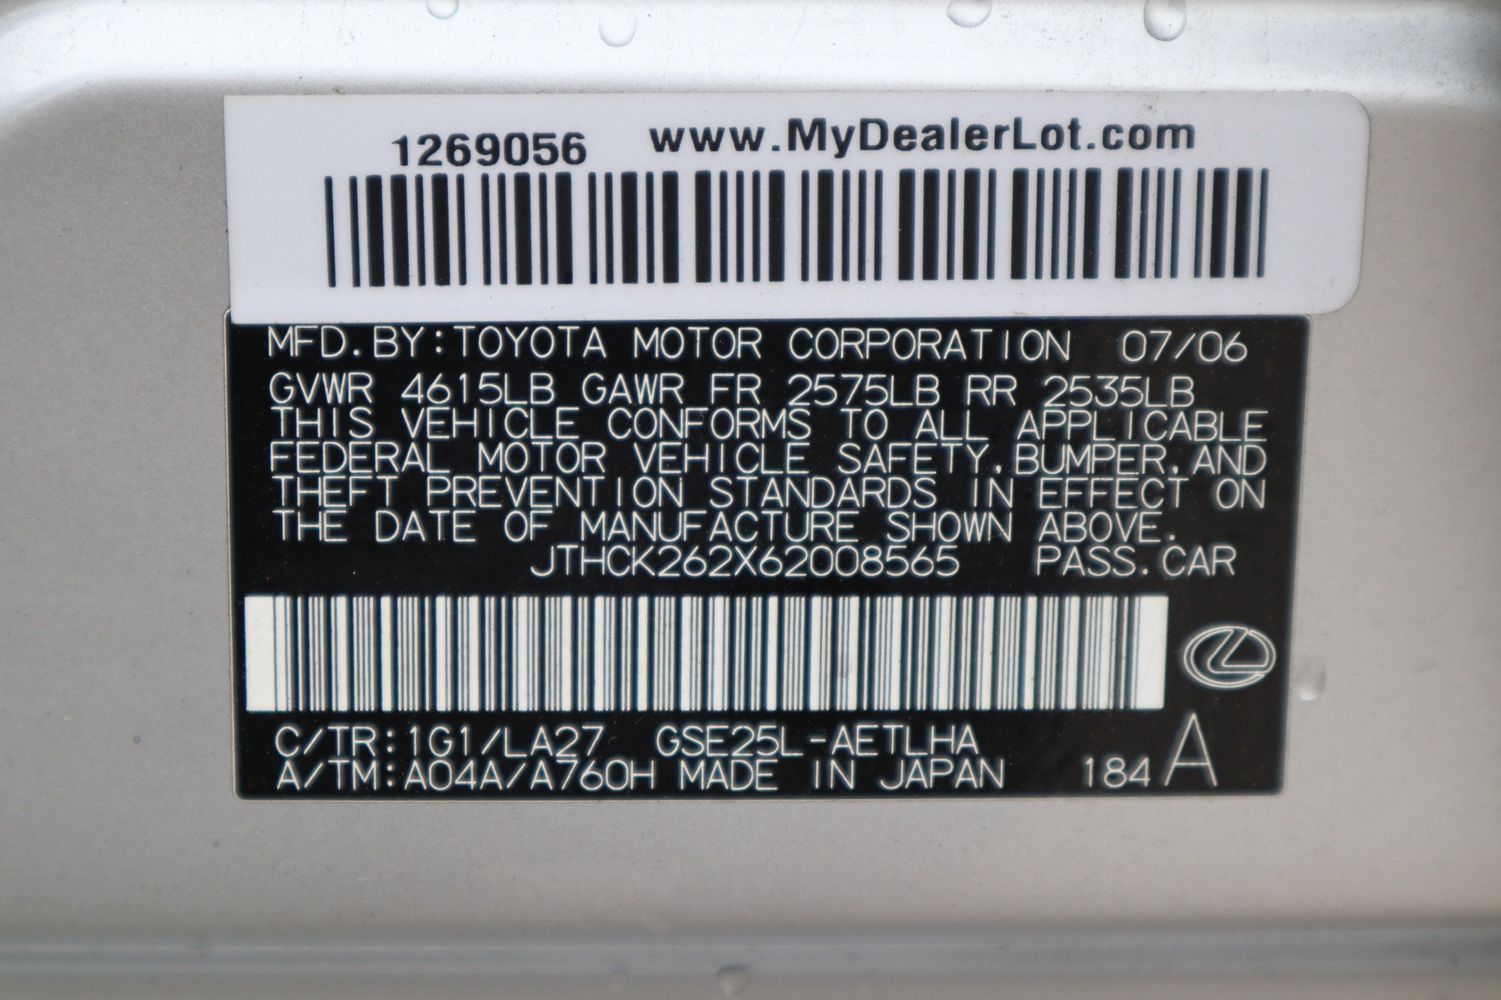 1269056 www.MyDealerLot.com
MFD.BY:TOYOTA MOTOR CORPORATION 07/06
GVWR 4615LB GAWR FR 2575LB RR 2535LB
THIS VEHICLE CONFORMS TO ALL APPLICABLE
FEDERAL MOTOR VEHICLE SAFETY,BUMPER,AND
THEFT PREVENTION STANDARDS IN EFFECT ON
THE DATE OF MANUFACTURE SHOWN ABOVE.
JTHCK262X62008565 PASS.CAR
C/TR:1G1/LA27 GSE25L-AETLHA
A/TM:A04A/A760H MADE IN JAPAN 184 A